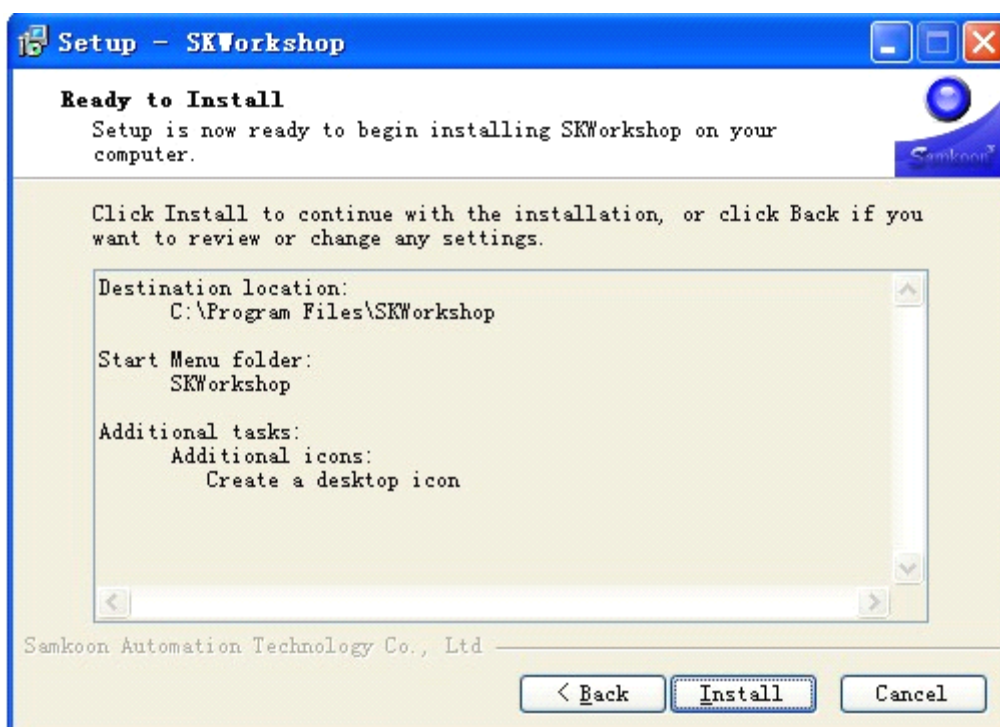 Setup - SKWorkshop
Ready to Install
Setup is now ready to begin installing SKWorkshop on your
computer.
Samkoon
Click Install to continue with the installation, or click Back if you
want to review or change any settings.
Destination location:
C:\Program Files\SKWorkshop
Start Menu folder:
SKWorkshop
Additional tasks:
Additional icons:
Create a desktop icon
Samkoon Automation Technology Co., Ltd
< Back
Install
Cancel